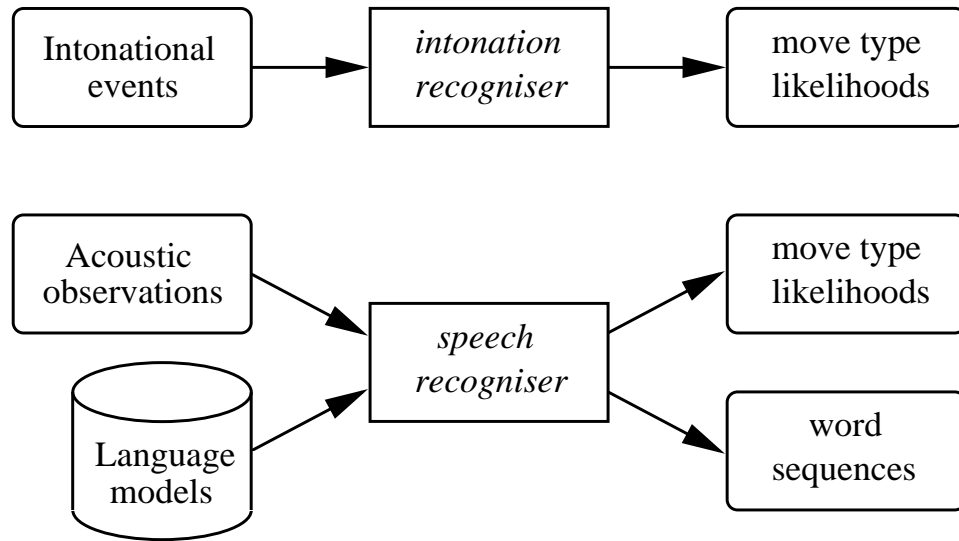 Intonational
events
intonation
recogniser
move type
likelihoods
Acoustic
observations
Language
models
speech
recogniser
move type
likelihoods
word
sequences